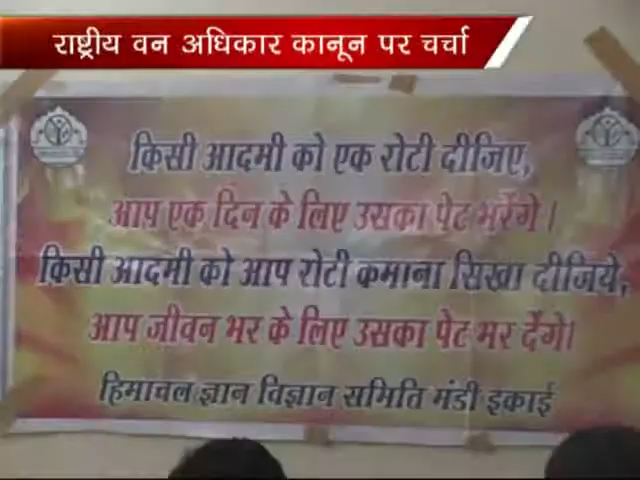 राष्ट्रीय वन अधिकार कानून पर चर्चा
किसी आदमी को एक रोटी दीजिए,
आप एक दिन के लिए उसका पेट भरेंगे।
किसी आदमी को आप रोटी कमाना सिखा दीजिये,
आप जीवन भर के लिए उसका पेट भर देंगे।
हिमाचल ज्ञान विज्ञान समिति मंडी इकाई